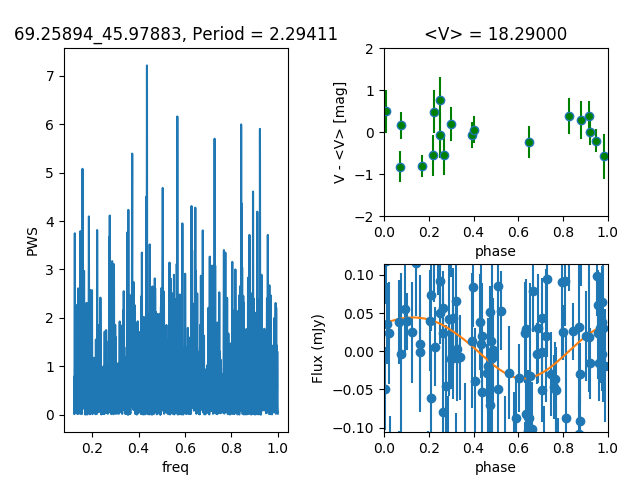 69.25894_45.97883, Period = 2.29411
PWS
7
6
5
4
3
2
1
0
0.2 0.4 0.6 0.8 1.0
freq
<V> = 18.29000
V - <V> [mag]
2
1
0
−1
−2
0.0 0.2 0.4 0.6 0.8 1.0
phase
Flux (mJy)
0.10
0.05
0.00
−0.05
−0.10
0.0 0.2 0.4 0.6 0.8 1.0
phase